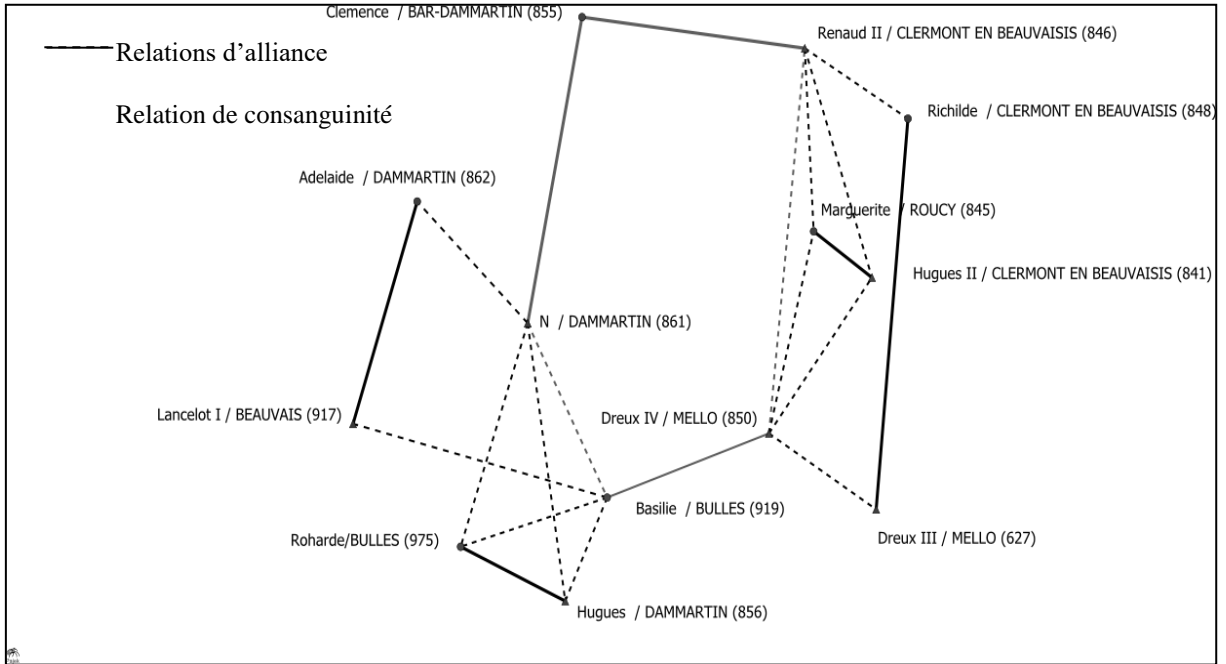 Clemence / BAR-DAMMARTIN (855)
Renaud II / CLERMONT EN BEAUVAISIS (846)
Relations d’alliance
Relation de consanguinité
Richilde / CLERMONT EN BEAUVAISIS (848)
Adelaide / DAMMARTIN (862)
Marguerite / ROUCY (845)
Hugues II / CLERMONT EN BEAUVAISIS (841)
N / DAMMARTIN (861)
Lancelot I / BEAUVAIS (917)
Dreux IV / MELLO (850)
Basilie / BULLES (919)
Dreux III / MELLO (627)
Roharde/BULLES (975)
Hugues / DAMMARTIN (856)